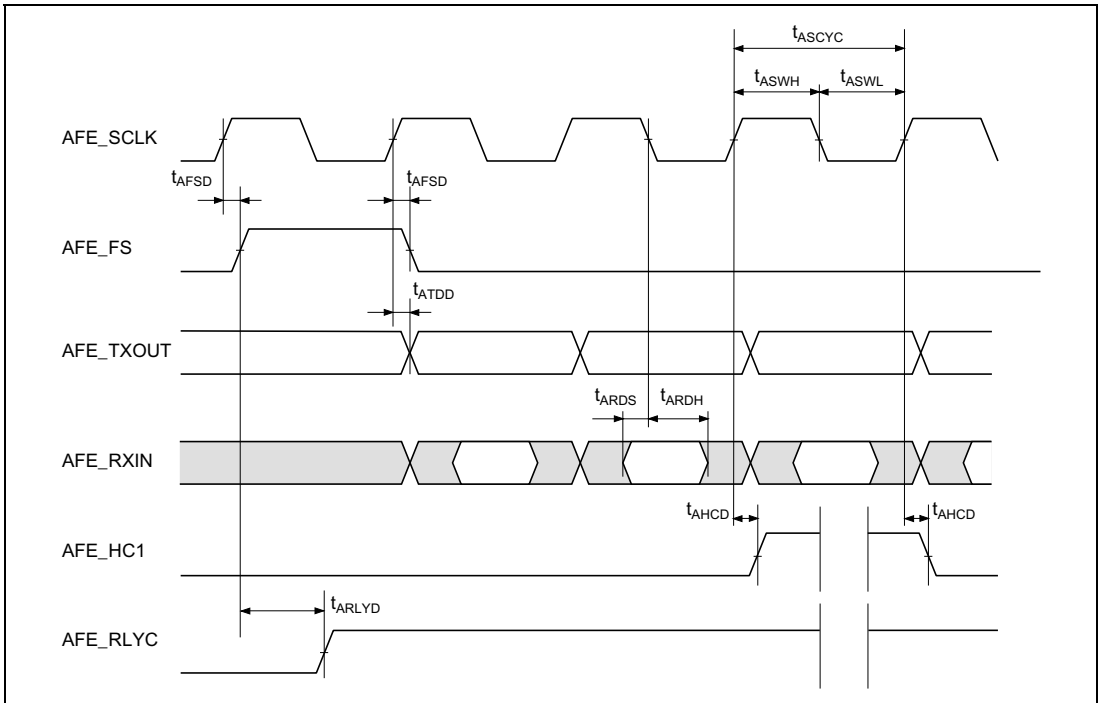 tASCYC
tASWH tASWL
AFE_SCLK
tAFSD tAFSD
AFE_FS
tATDD
AFE_TXOUT
tARDS tARDH
AFE_RXIN
tAHCD tAHCD
AFE_HC1
tARLYD
AFE_RLYC